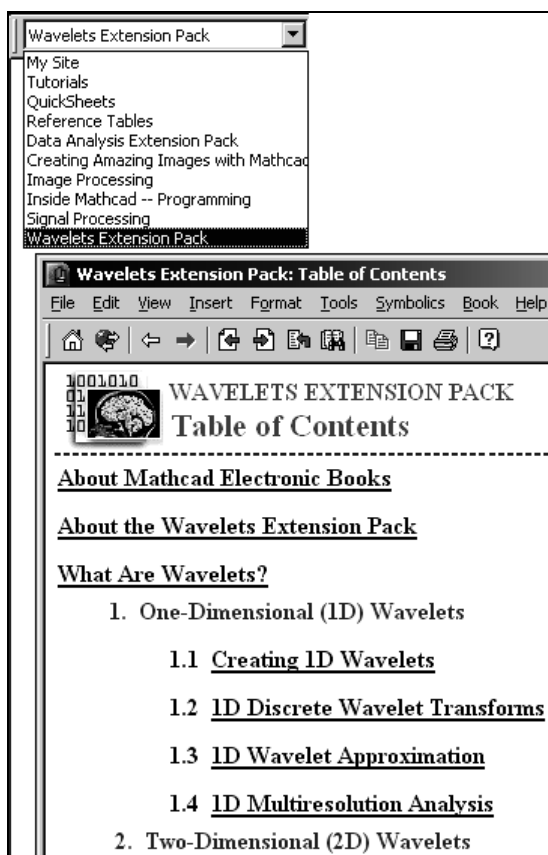 Wavelets Extension Pack
My Site
Tutorials
QuickSheets
Reference Tables
Data Analysis Extension Pack
Creating Amazing Images with Mathcad
Image Processing
Inside Mathcad -- Programming
Signal Processing
Wavelets Extension Pack
Wavelets Extension Pack: Table of Contents
File Edit View Insert Format Tools Symbolics Book Help
1001010
01
11
10
WAVELETS EXTENSION PACK
Table of Contents
About Mathcad Electronic Books
About the Wavelets Extension Pack
What Are Wavelets?
1. One-Dimensional (1D) Wavelets
1.1 Creating 1D Wavelets
1.2 1D Discrete Wavelet Transforms
1.3 1D Wavelet Approximation
1.4 1D Multiresolution Analysis
2. Two-Dimensional (2D) Wavelets